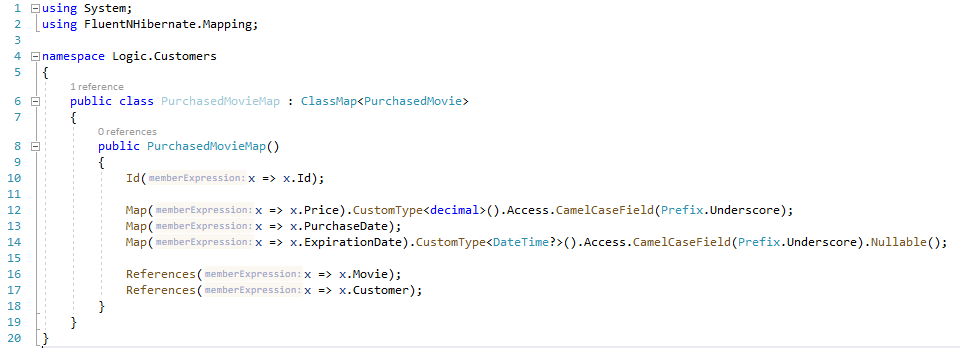 1 using System;
2 using FluentNHibernate.Mapping;
3
4 namespace Logic.Customers
5 {
1 reference
6 public class PurchasedMovieMap : ClassMap<PurchasedMovie>
7 {
0 references
8 public PurchasedMovieMap()
9 {
10 Id(memberExpression: x => x.Id);
11
12 Map(memberExpression: x => x.Price).CustomType<decimal>().Access.CamelCaseField(Prefix.Underscore);
13 Map(memberExpression: x => x.PurchaseDate);
14 Map(memberExpression: x => x.ExpirationDate).CustomType<DateTime?>().Access.CamelCaseField(Prefix.Underscore).Nullable();
15
16 References(memberExpression: x => x.Movie);
17 References(memberExpression: x => x.Customer);
18 }
19 }
20 }